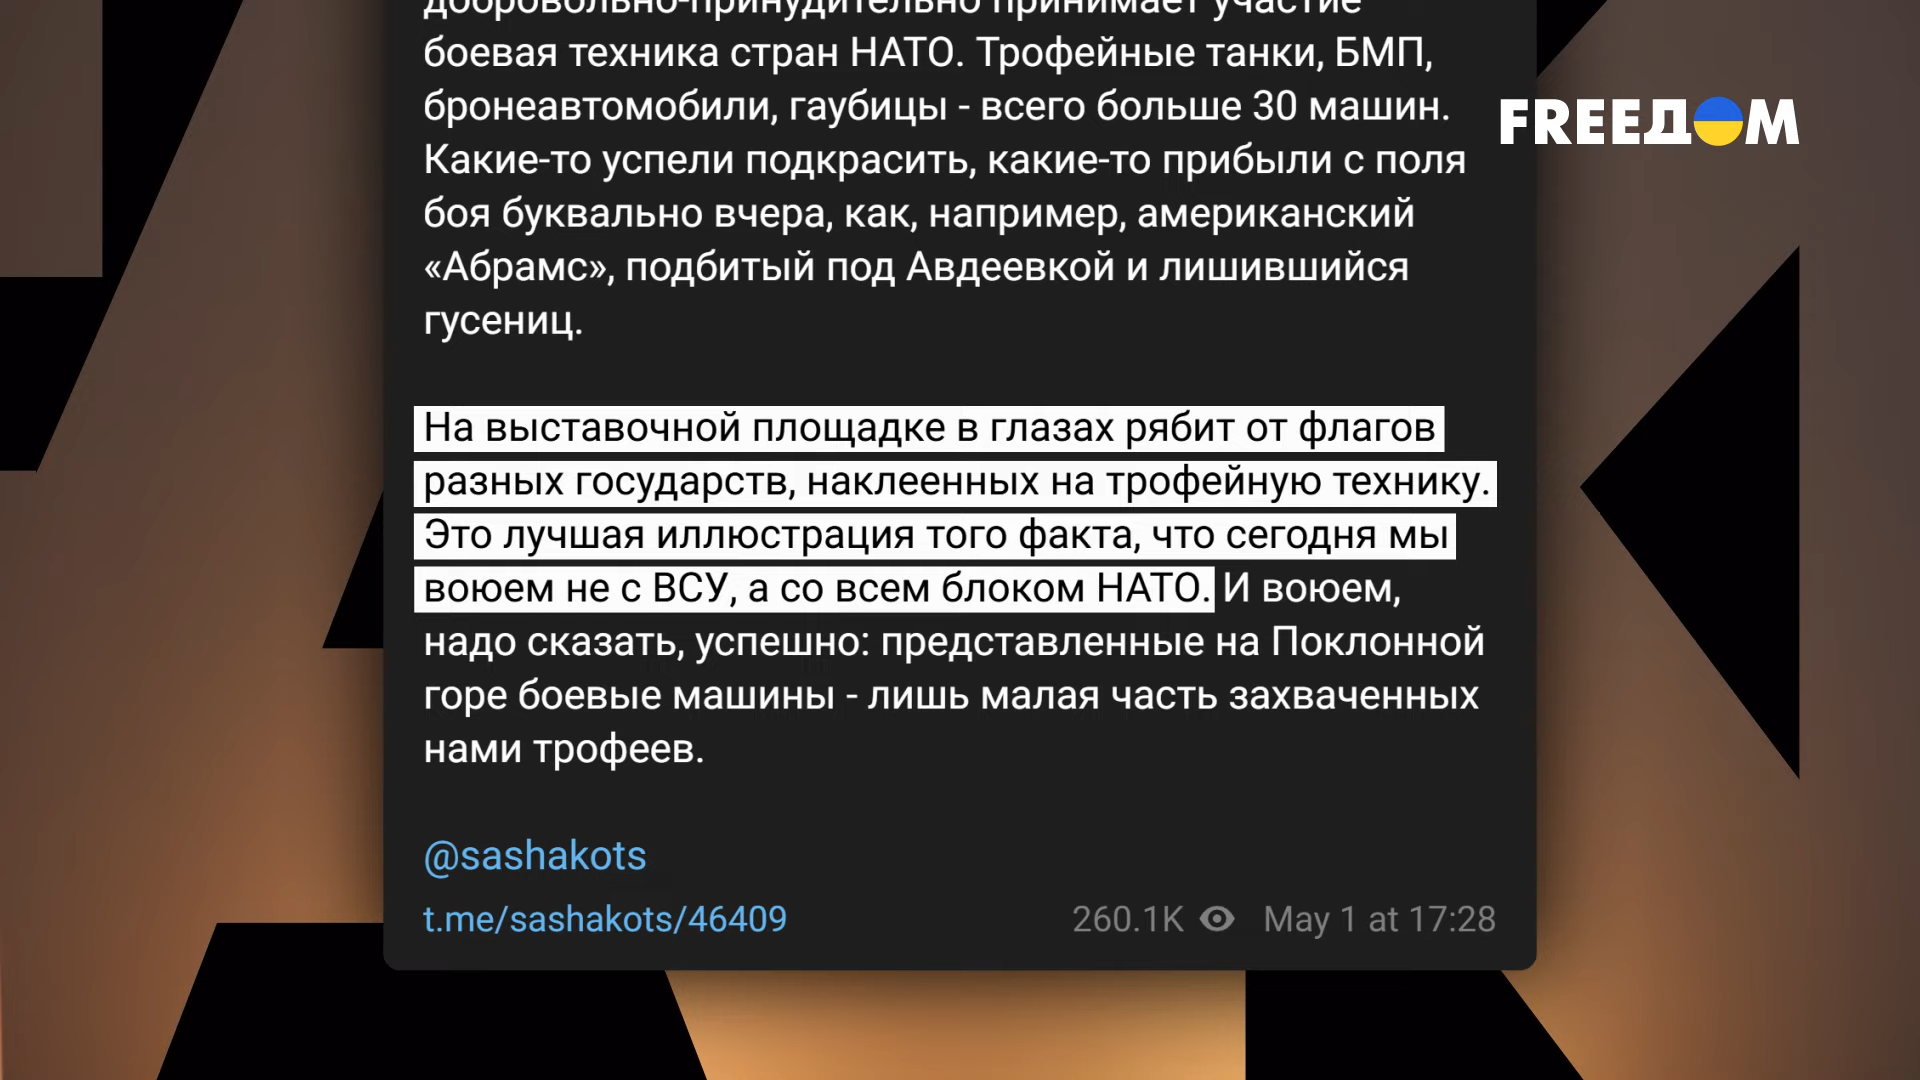 добровольно-принудительно принимает участие
боевая техника стран НАТО. Трофейные танки, БМП,
бронеавтомобили, гаубицы - всего больше 30 машин.
FREEДOM
Какие-то успели подкрасить, какие-то прибыли с поля
боя буквально вчера, как, например, американский
«Абрамс», подбитый под Авдеевкой и лишившийся
гусениц.
На выставочной площадке в глазах рябит от флагов
разных государств, наклеенных на трофейную технику.
Это лучшая иллюстрация того факта, что сегодня мы
воюем не с ВСУ, а со всем блоком НАТО. И воюем,
надо сказать, успешно: представленные на Поклонной
горе боевые машины - лишь малая часть захваченных
нами трофеев.
@sashakots
t.me/sashakots/46409 260.1K May 1 at 17:28